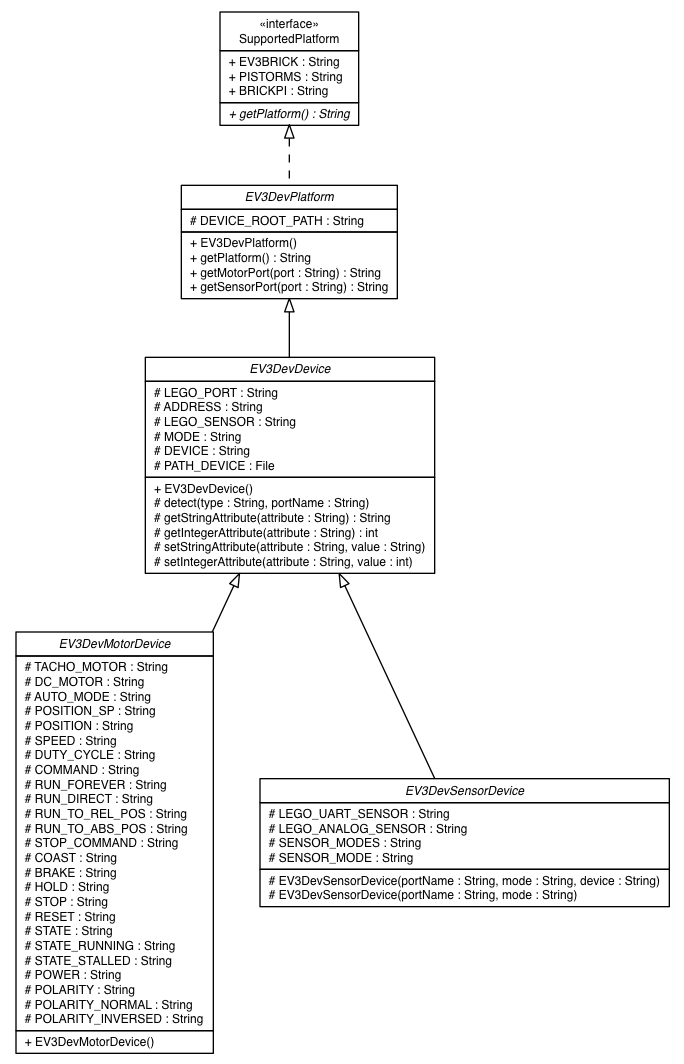 «interface»
SupportedPlatform
+ EV3BRICK : String
+ PISTORMS : String
+ BRICKPI : String
+ getPlatform() : String
EV3DevPlatform
# DEVICE_ROOT_PATH : String
+ EV3DevPlatform()
+ getPlatform() : String
+ getMotorPort(port : String) : String
+ getSensorPort(port : String) : String
EV3DevDevice
# LEGO_PORT : String
# ADDRESS : String
# LEGO_SENSOR : String
# MODE : String
# DEVICE : String
# PATH_DEVICE : File
+ EV3DevDevice()
# detect(type : String, portName : String)
# getStringAttribute(attribute : String) : String
# getIntegerAttribute(attribute : String) : int
# setStringAttribute(attribute : String, value : String)
# setIntegerAttribute(attribute : String, value : int)
EV3DevMotorDevice
# TACHO_MOTOR : String
# DC_MOTOR : String
# AUTO_MODE : String
# POSITION_SP : String
# POSITION : String
# SPEED : String
# DUTY_CYCLE : String
# COMMAND : String
# RUN_FOREVER : String
# RUN_DIRECT : String
# RUN_TO_REL_POS : String
# RUN_TO_ABS_POS : String
# STOP_COMMAND : String
# COAST : String
# BRAKE : String
# HOLD : String
# STOP : String
# RESET : String
# STATE : String
# STATE_RUNNING : String
# STATE_STALLED : String
# POWER : String
# POLARITY : String
# POLARITY_NORMAL : String
# POLARITY_INVERSED : String
+ EV3DevMotorDevice()
EV3DevSensorDevice
# LEGO_UART_SENSOR : String
# LEGO_ANALOG_SENSOR : String
# SENSOR_MODES : String
# SENSOR_MODE : String
# EV3DevSensorDevice(portName : String, mode : String, device : String)
# EV3DevSensorDevice(portName : String, mode : String)